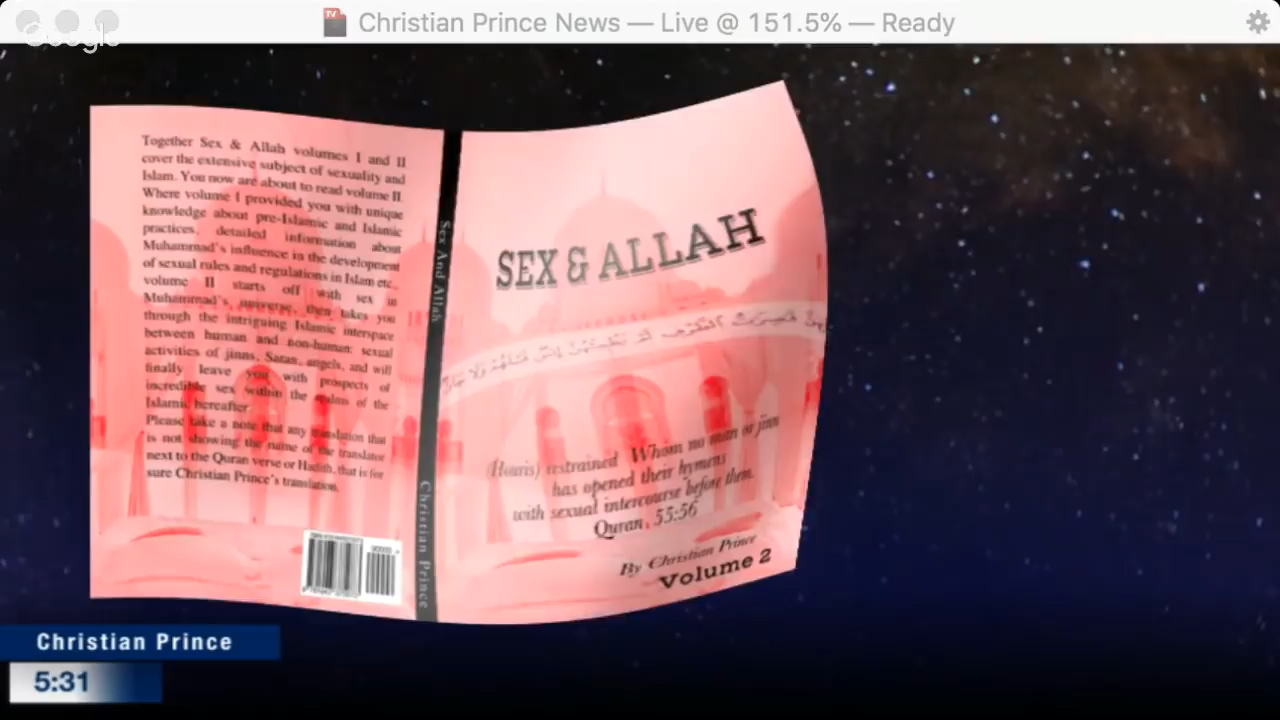 Christian Prince News — Live @ 151.5% — Ready
Google
Together Sex & Allah volumes I and II
cover the extensive subject of sexuality and
Islam. You now are about to read volume II.
Where volume I provided you with unique
knowledge about pre-Islamic and Islamic
practices, detailed information about
Muhammad's influence in the development
of sexual rules and regulations in Islam etc.,
volume II starts off with sex in
Muhammad's universe, then takes you
through the intriguing Islamic interspace
between human and non-human: sexual
activities of jinns, Satan, angels, and will
finally leave you with prospects of
incredible sex within the realms of the
Islamic hereafter.
Please take a note that any translation that
is not showing the name of the translator
next to the Quran verse or Hadith, that is for
sure Christian Prince's translation.
Sex And Allah
Christian Prince
SEX & ALLAH
(Houris) restrained Whom no man or jinn
has opened their hymens
with sexual intercourse before them.
Quran, 55:56
By Christian Prince
Volume 2
Christian Prince
5:31